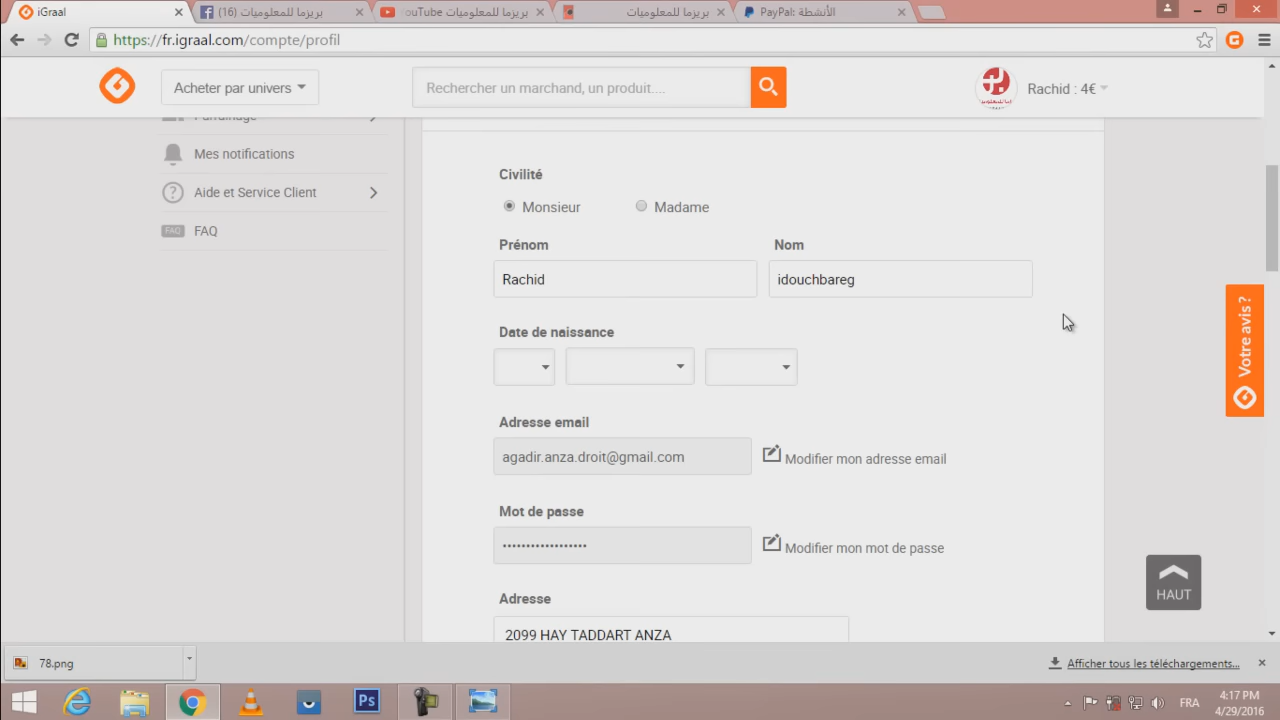 iGraal
بريزما للمعلوميات (16)
بريزما للمعلوميات YouTube
بريزما للمعلوميات
PayPal: الأنشطة
https://fr.igraal.com/compte/profil
Acheter par univers
Rechercher un marchand, un produit....
Rachid : 4€
Parrainage
Mes notifications
Aide et Service Client
FAQ FAQ
Civilité
Monsieur Madame
Prénom Nom
Rachid idouchbareg
Date de naissance
Votre avis ?
Adresse email
agadir.anza.droit@gmail.com Modifier mon adresse email
Mot de passe
•••••••••••••••••• Modifier mon mot de passe
HAUT
Adresse
2099 HAY TADDART ANZA
78.png Afficher tous les téléchargements...
Ps FRA 4:17 PM
4/29/2016